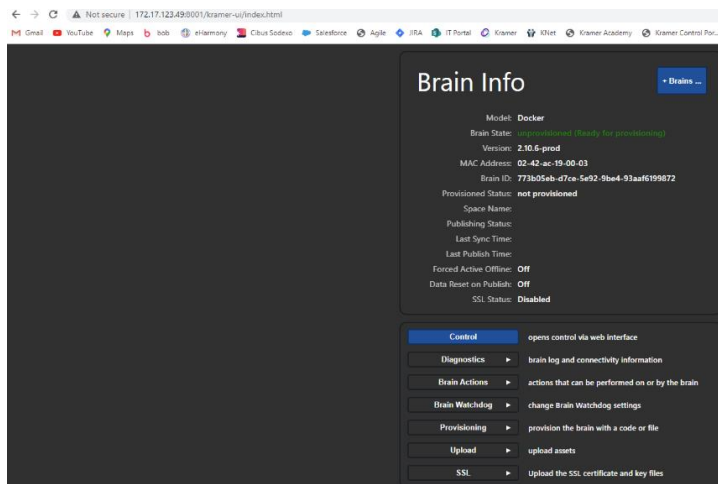 Not secure | 172.17.123.49:8001/kramer-ui/index.html
Gmail YouTube Maps bob eHarmony Cibus Sodexo Salesforce Agile JIRA IT Portal Kramer KNet Kramer Academy Kramer Control Por...
Brain Info
+ Brains ...
Model: Docker
Brain State: unprovisioned (Ready for provisioning)
Version: 2.10.6-prod
MAC Address: 02-42-ac-19-00-03
Brain ID: 773b05eb-d7ce-5e92-9be4-93aaf6199872
Provisioned Status: not provisioned
Space Name:
Publishing Status:
Last Sync Time:
Last Publish Time:
Forced Active Offline: Off
Data Reset on Publish: Off
SSL Status: Disabled
Control opens control via web interface
Diagnostics brain log and connectivity information
Brain Actions actions that can be performed on or by the brain
Brain Watchdog change Brain Watchdog settings
Provisioning provision the brain with a code or file
Upload upload assets
SSL Upload the SSL certificate and key files